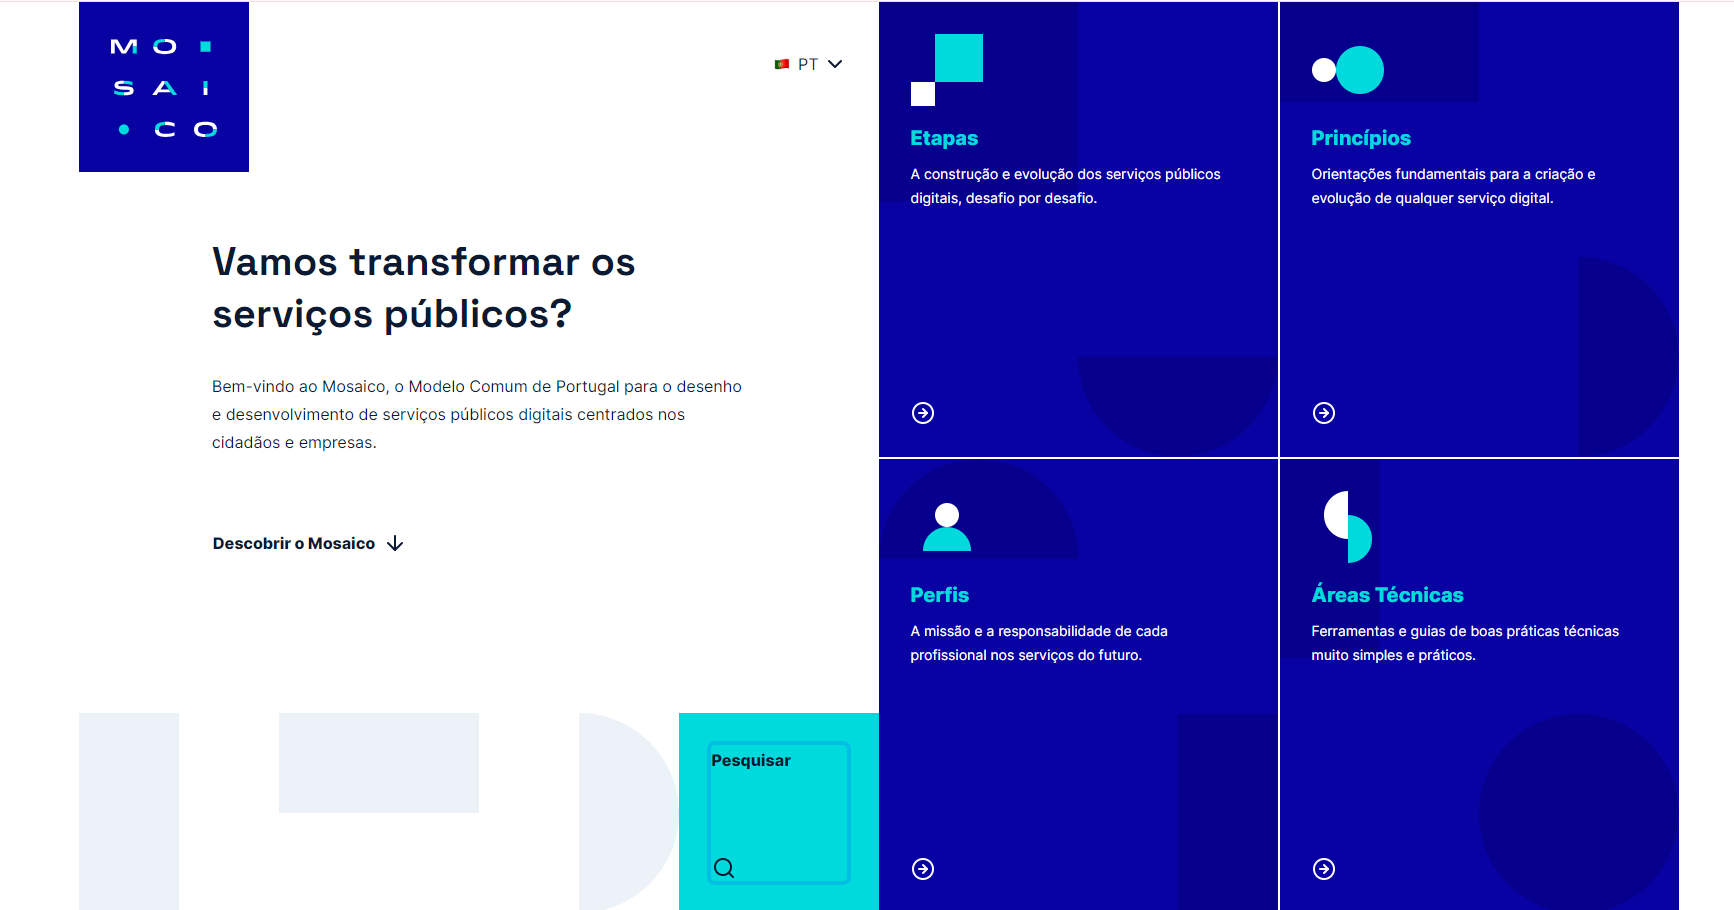 MO
SAI
CO
PT
Vamos transformar os
serviços públicos?
Bem-vindo ao Mosaico, o Modelo Comum de Portugal para o desenho
e desenvolvimento de serviços públicos digitais centrados nos
cidadãos e empresas.
Descobrir o Mosaico
Pesquisar
Etapas
A construção e evolução dos serviços públicos
digitais, desafio por desafio.
Princípios
Orientações fundamentais para a criação e
evolução de qualquer serviço digital.
Perfis
A missão e a responsabilidade de cada
profissional nos serviços do futuro.
Áreas Técnicas
Ferramentas e guias de boas práticas técnicas
muito simples e práticos.